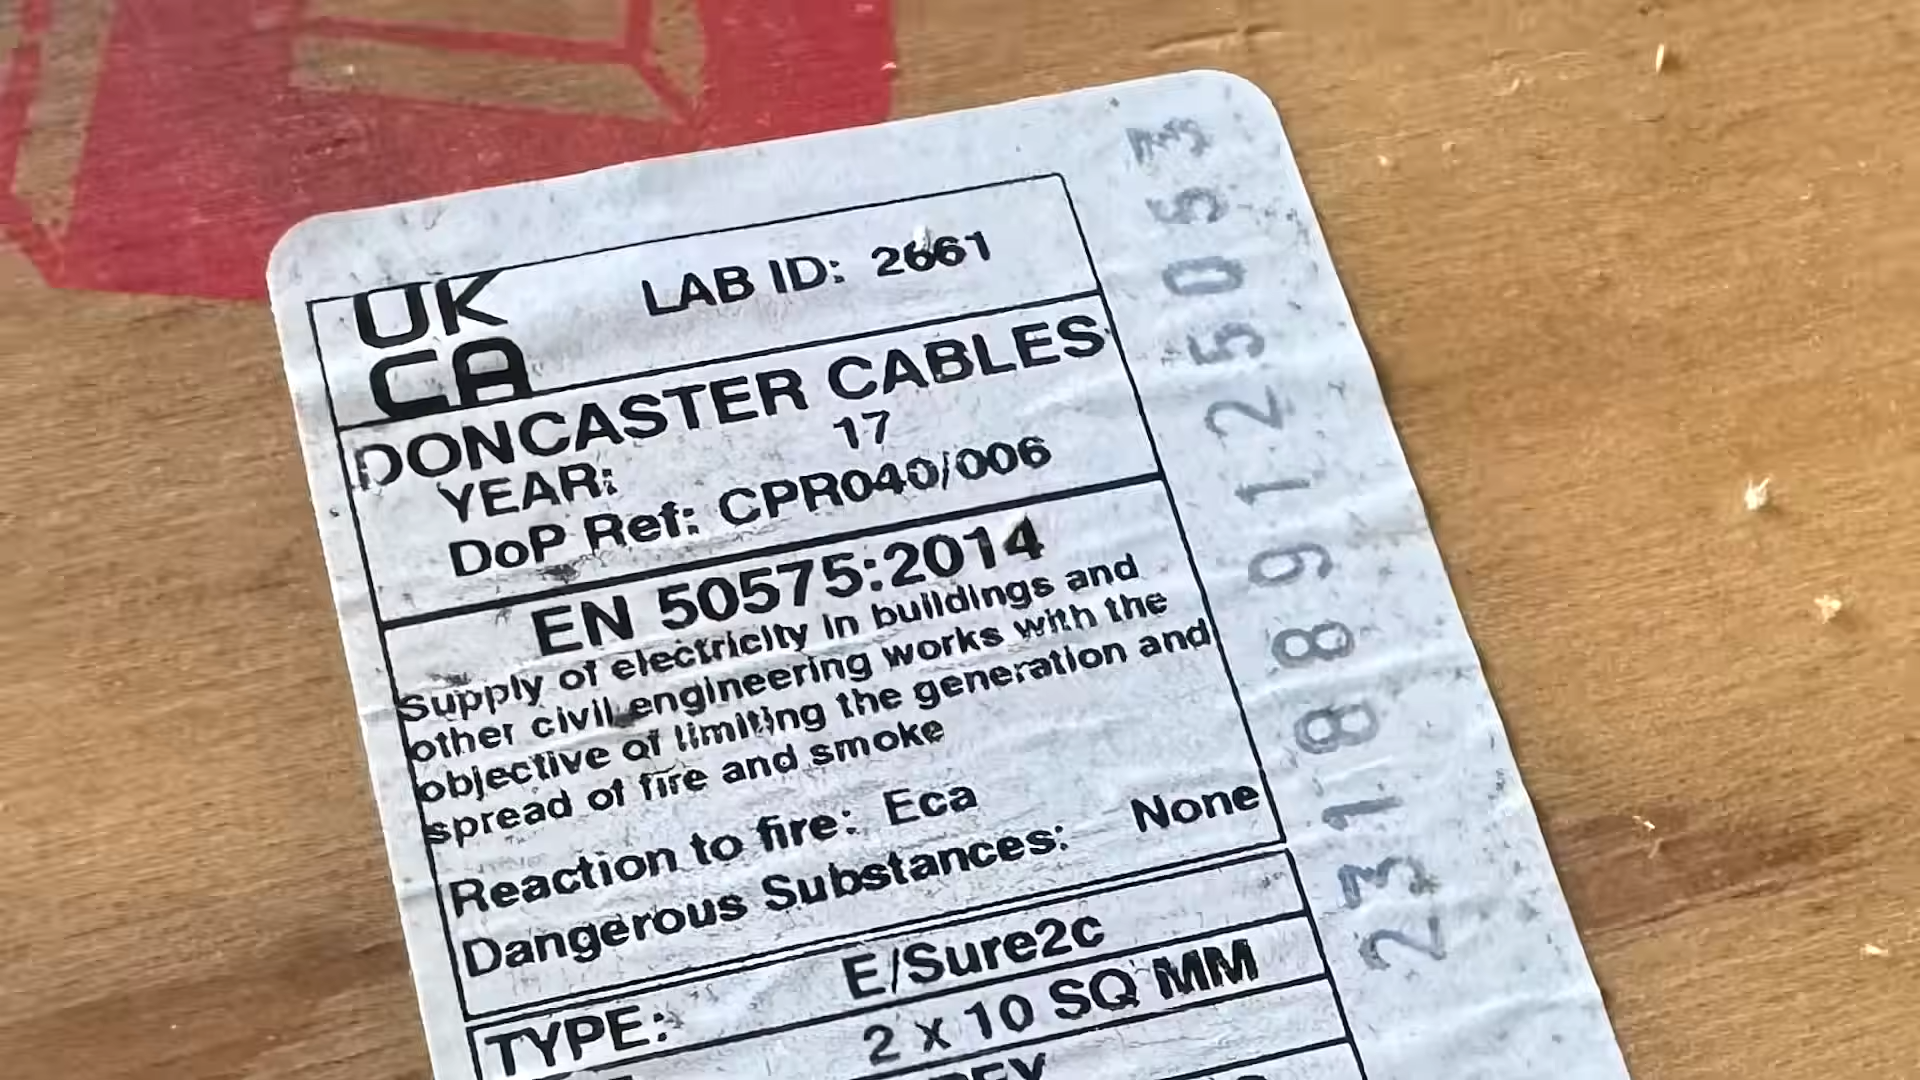 UK
CA
LAB ID: 2661
DONCASTER CABLES
YEAR: 17
DoP Ref: CPR040/006
EN 50575:2014
Supply of electricity in buildings and
other civil engineering works with the
objective of limiting the generation and
spread of fire and smoke
Reaction to fire: Eca
Dangerous Substances: None
TYPE: E/Sure2c
2 x 10 SQ MM
231889125053